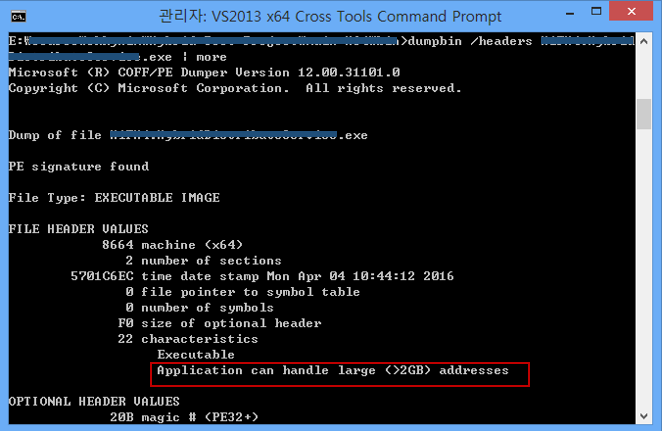 관리자: VS2013 x64 Cross Tools Command Prompt
>dumpbin /headers
.exe | more
Microsoft (R) COFF/PE Dumper Version 12.00.31101.0
Copyright (C) Microsoft Corporation.  All rights reserved.
Dump of file .exe
PE signature found
File Type: EXECUTABLE IMAGE
FILE HEADER VALUES
8664 machine (x64)
2 number of sections
5701C6EC time date stamp Mon Apr 04 10:44:12 2016
0 file pointer to symbol table
0 number of symbols
F0 size of optional header
22 characteristics
Executable
Application can handle large (>2GB) addresses
OPTIONAL HEADER VALUES
20B magic # (PE32+)